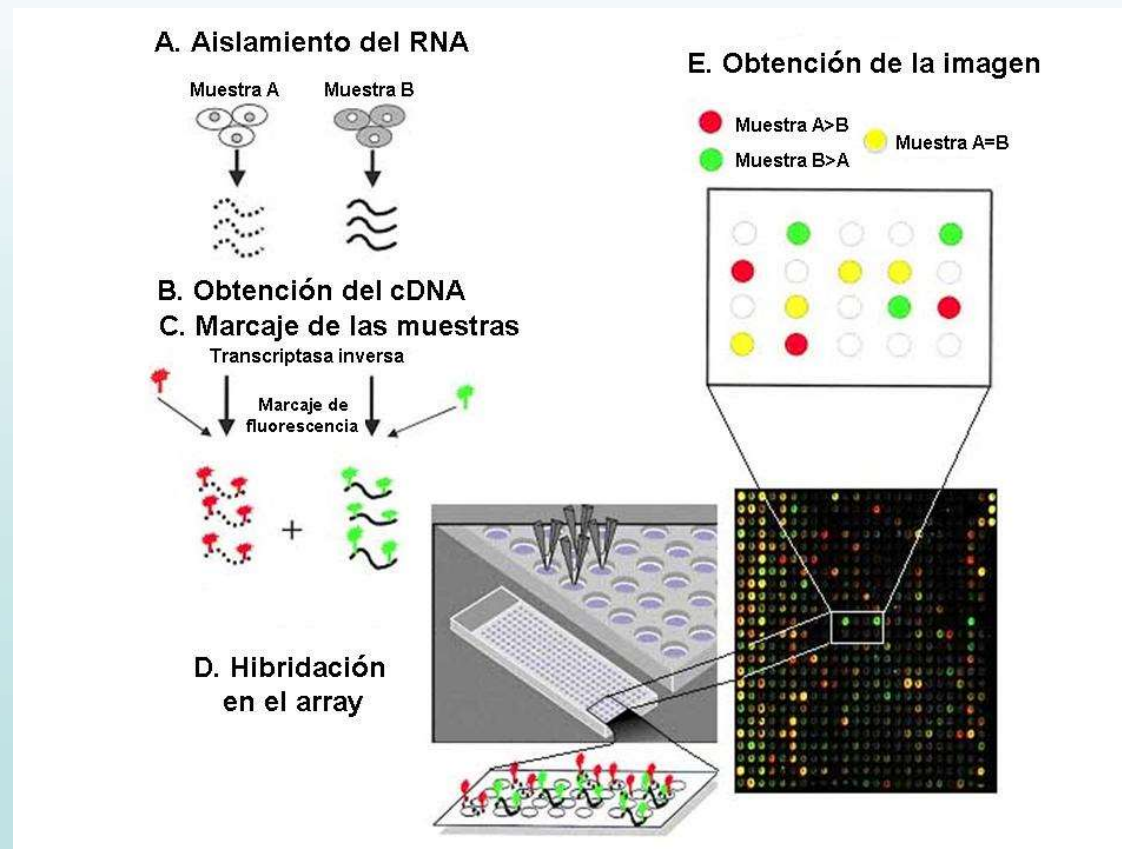 A. Aislamiento del RNA
Muestra A
Muestra B
B. Obtención del cDNA
C. Marcaje de las muestras
Transcriptasa inversa
Marcaje de
fluorescencia
+
D. Hibridación
en el array
E. Obtención de la imagen
Muestra A>B
Muestra B>A
Muestra A=B